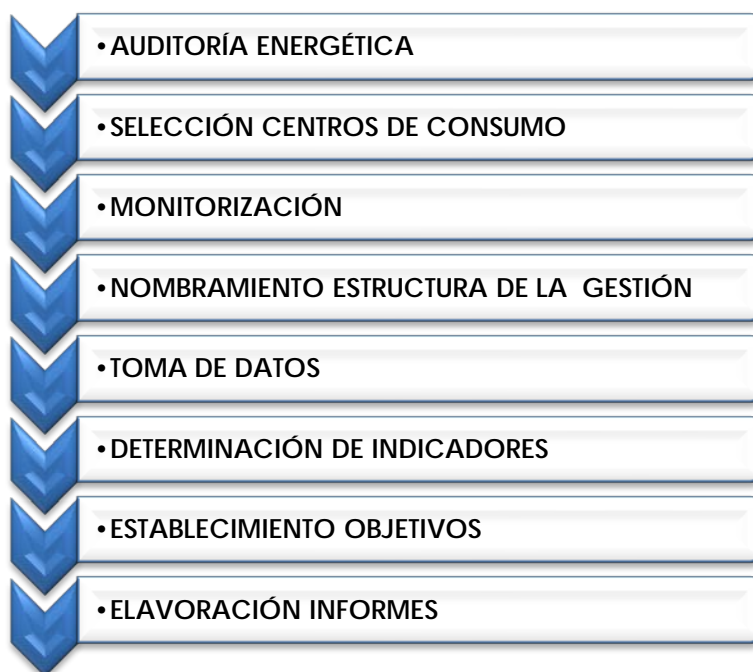 •AUDITORÍA ENERGÉTICA
•SELECCIÓN CENTROS DE CONSUMO
•MONITORIZACIÓN
•NOMBRAMIENTO ESTRUCTURA DE LA GESTIÓN
•TOMA DE DATOS
•DETERMINACIÓN DE INDICADORES
•ESTABLECIMIENTO OBJETIVOS
•ELAVORACIÓN INFORMES